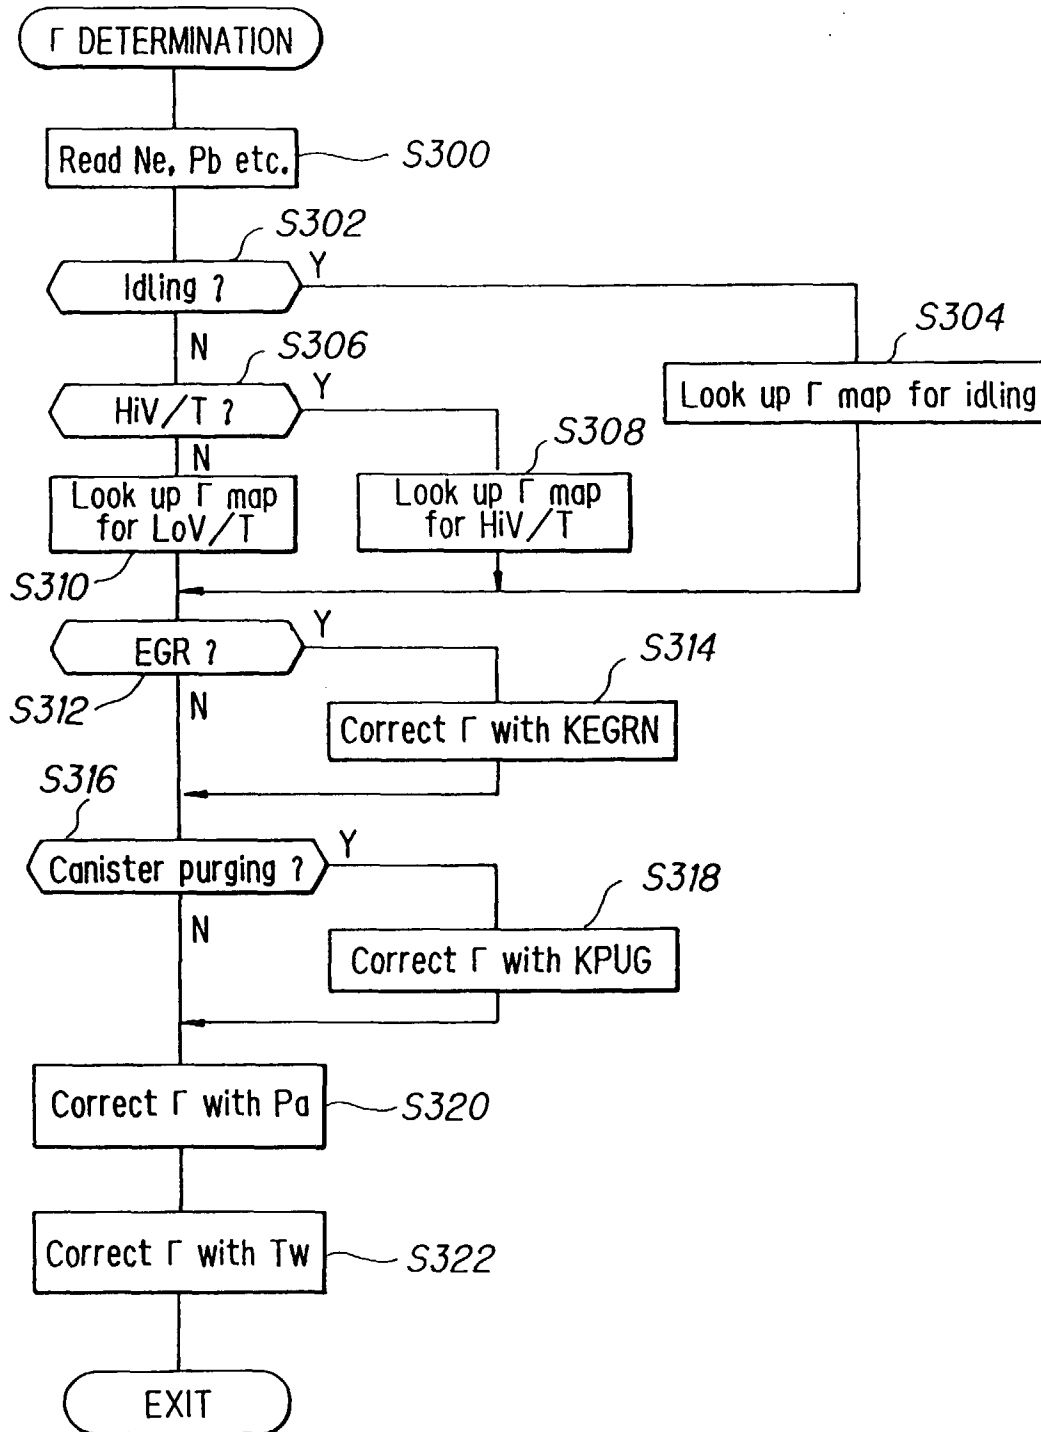 Γ DETERMINATION
Read Ne, Pb etc.
S300
S302
Idling ?
Y
N
S304
Look up Γ map for idling
S306
HiV/T ?
Y
N
S308
Look up Γ map
for HiV/T
Look up Γ map
for LoV/T
S310
EGR ?
Y
S312
N
S314
Correct Γ with KEGRN
S316
Canister purging ?
Y
N
S318
Correct Γ with KPUG
Correct Γ with Pa
S320
Correct Γ with Tw
S322
EXIT